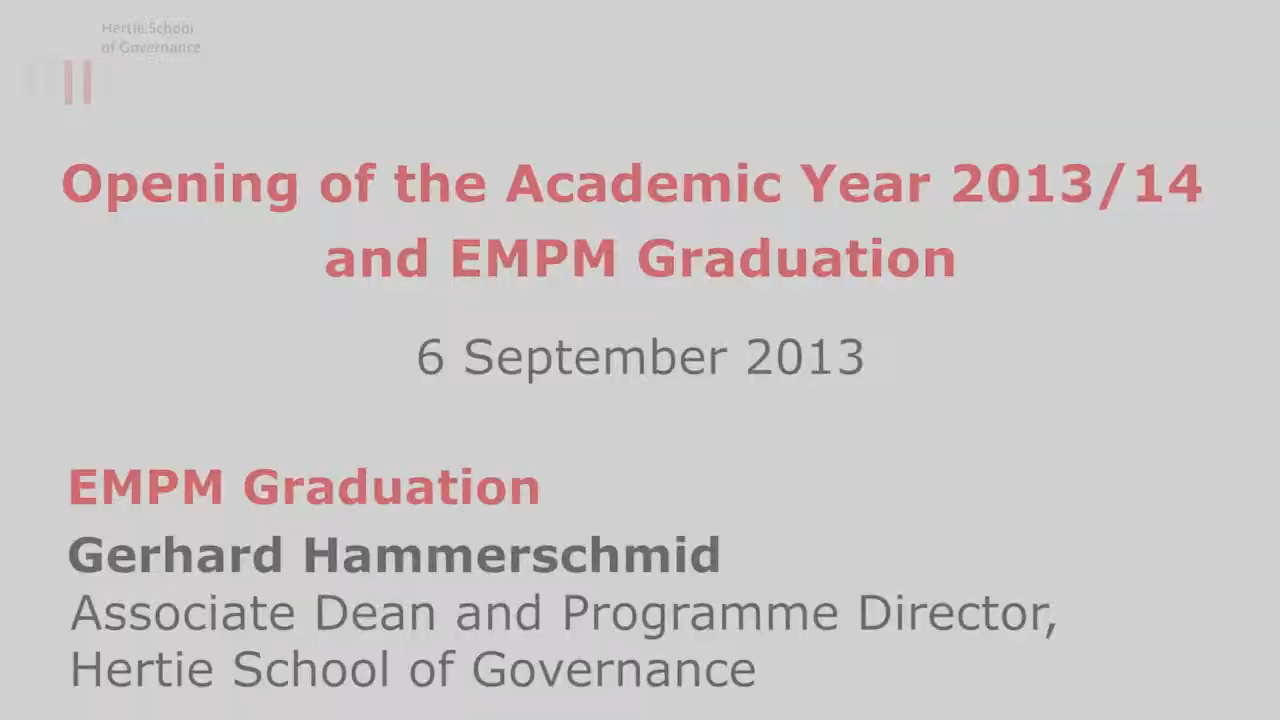 Hertie School
of Governance
Opening of the Academic Year 2013/14
and EMPM Graduation
6 September 2013
EMPM Graduation
Gerhard Hammerschmid
Associate Dean and Programme Director,
Hertie School of Governance